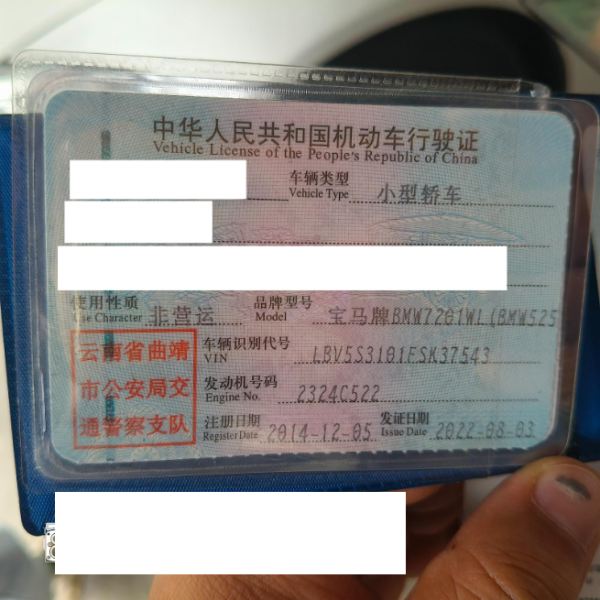 中华人民共和国机动车行驶证
Vehicle License of the People's Republic of China
车辆类型 小型轿车
Vehicle Type
使用性质 非营运 品牌型号 宝马牌BMW7201WL(BMW525
Use Character Model
云南省曲靖
市公安局交
通警察支队
车辆识别代号 LBV5S3101FSK37543
VIN
发动机号码 2324C522
Engine No.
注册日期 2014-12-05 发证日期 2022-08-03
Register Date Issue Date